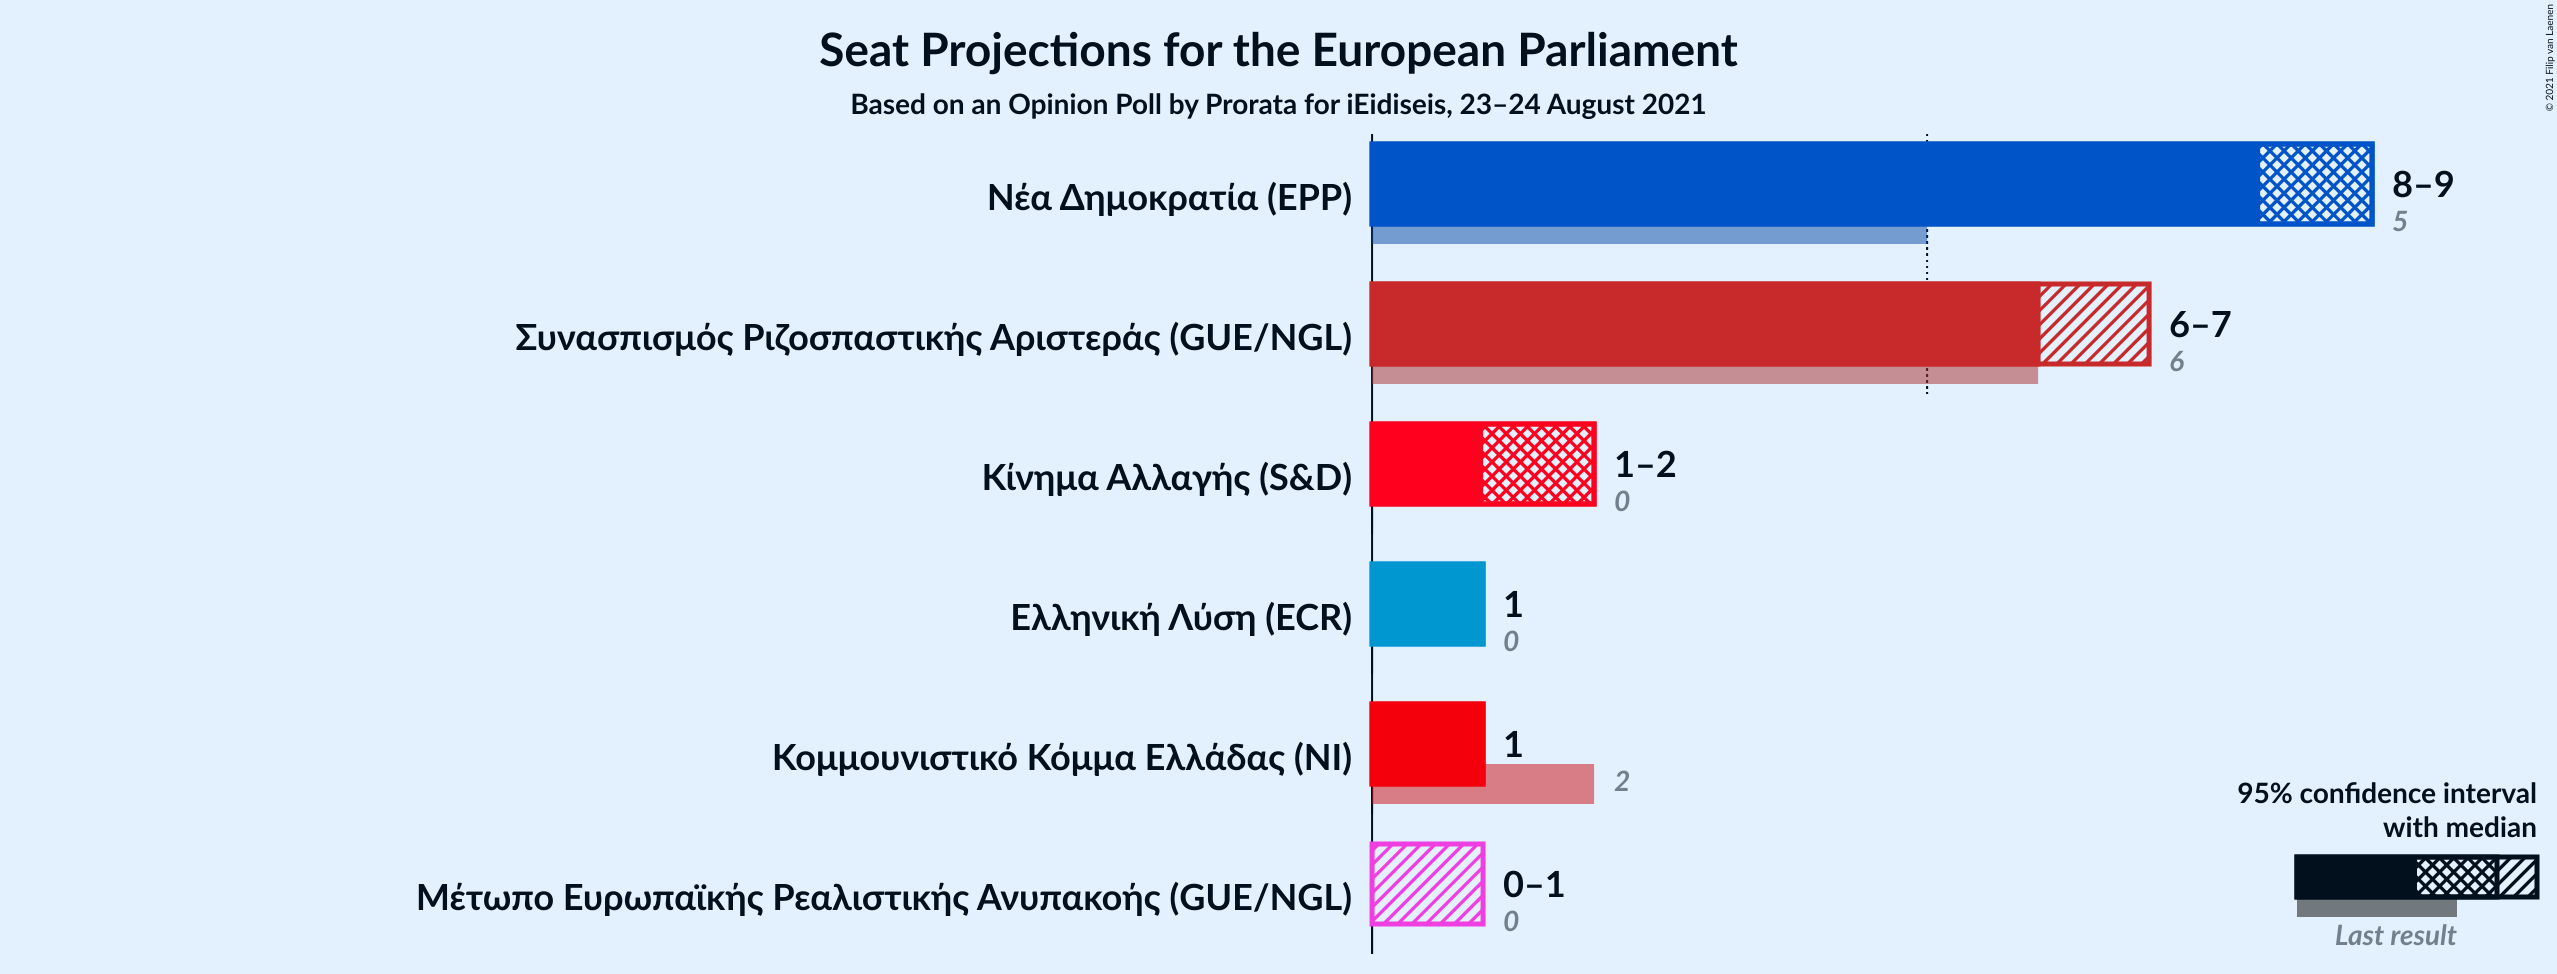 Seat Projections for the European Parliament
Based on an Opinion Poll by Prorata for iEidiseis, 23–24 August 2021
© 2021 Filip van Laenen
Νέα Δημοκρατία (EPP)
8–9
5
Συνασπισμός Ριζοσπαστικής Αριστεράς (GUE/NGL)
6–7
6
Κίνημα Αλλαγής (S&D)
1–2
0
Ελληνική Λύση (ECR)
1
0
Κομμουνιστικό Κόμμα Ελλάδας (NI)
1
2
Μέτωπο Ευρωπαϊκής Ρεαλιστικής Ανυπακοής (GUE/NGL)
0–1
0
95% confidence interval
with median
Last result